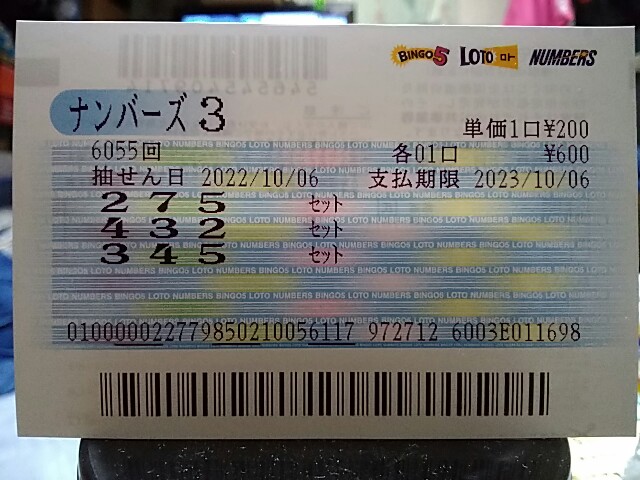 BINGO5 LOTO ロト NUMBERS
ナンバーズ3
単価1口¥200
6055回 各01口 ¥600
抽せん日 2022/10/06 支払期限 2023/10/06
2 7 5 セット
4 3 2 セット
3 4 5 セット
010000022779850210056117 972712 6003E011698